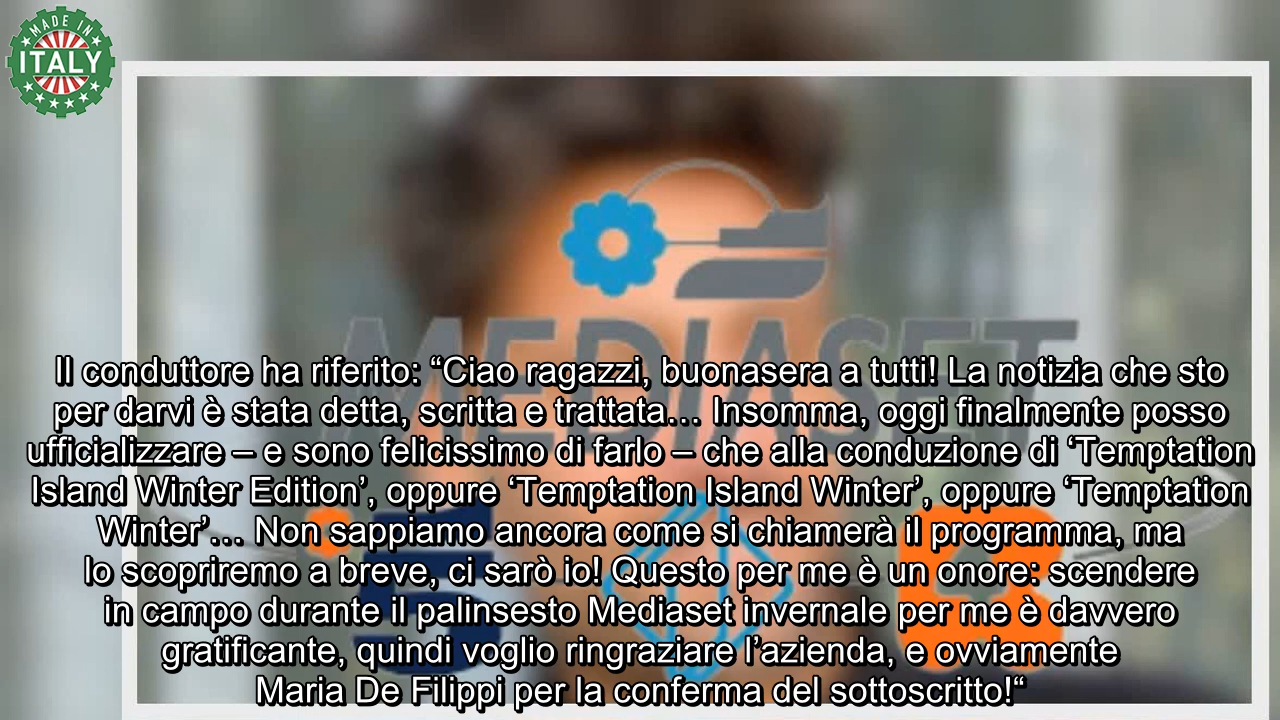 MADE IN
ITALY
MEDIASET
Il conduttore ha riferito: “Ciao ragazzi, buonasera a tutti! La notizia che sto
per darvi è stata detta, scritta e trattata… Insomma, oggi finalmente posso
ufficializzare – e sono felicissimo di farlo – che alla conduzione di ‘Temptation
Island Winter Edition’, oppure ‘Temptation Island Winter’, oppure ‘Temptation
Winter’… Non sappiamo ancora come si chiamerà il programma, ma
lo scopriremo a breve, ci sarò io! Questo per me è un onore: scendere
in campo durante il palinsesto Mediaset invernale per me è davvero
gratificante, quindi voglio ringraziare l’azienda, e ovviamente
Maria De Filippi per la conferma del sottoscritto!“